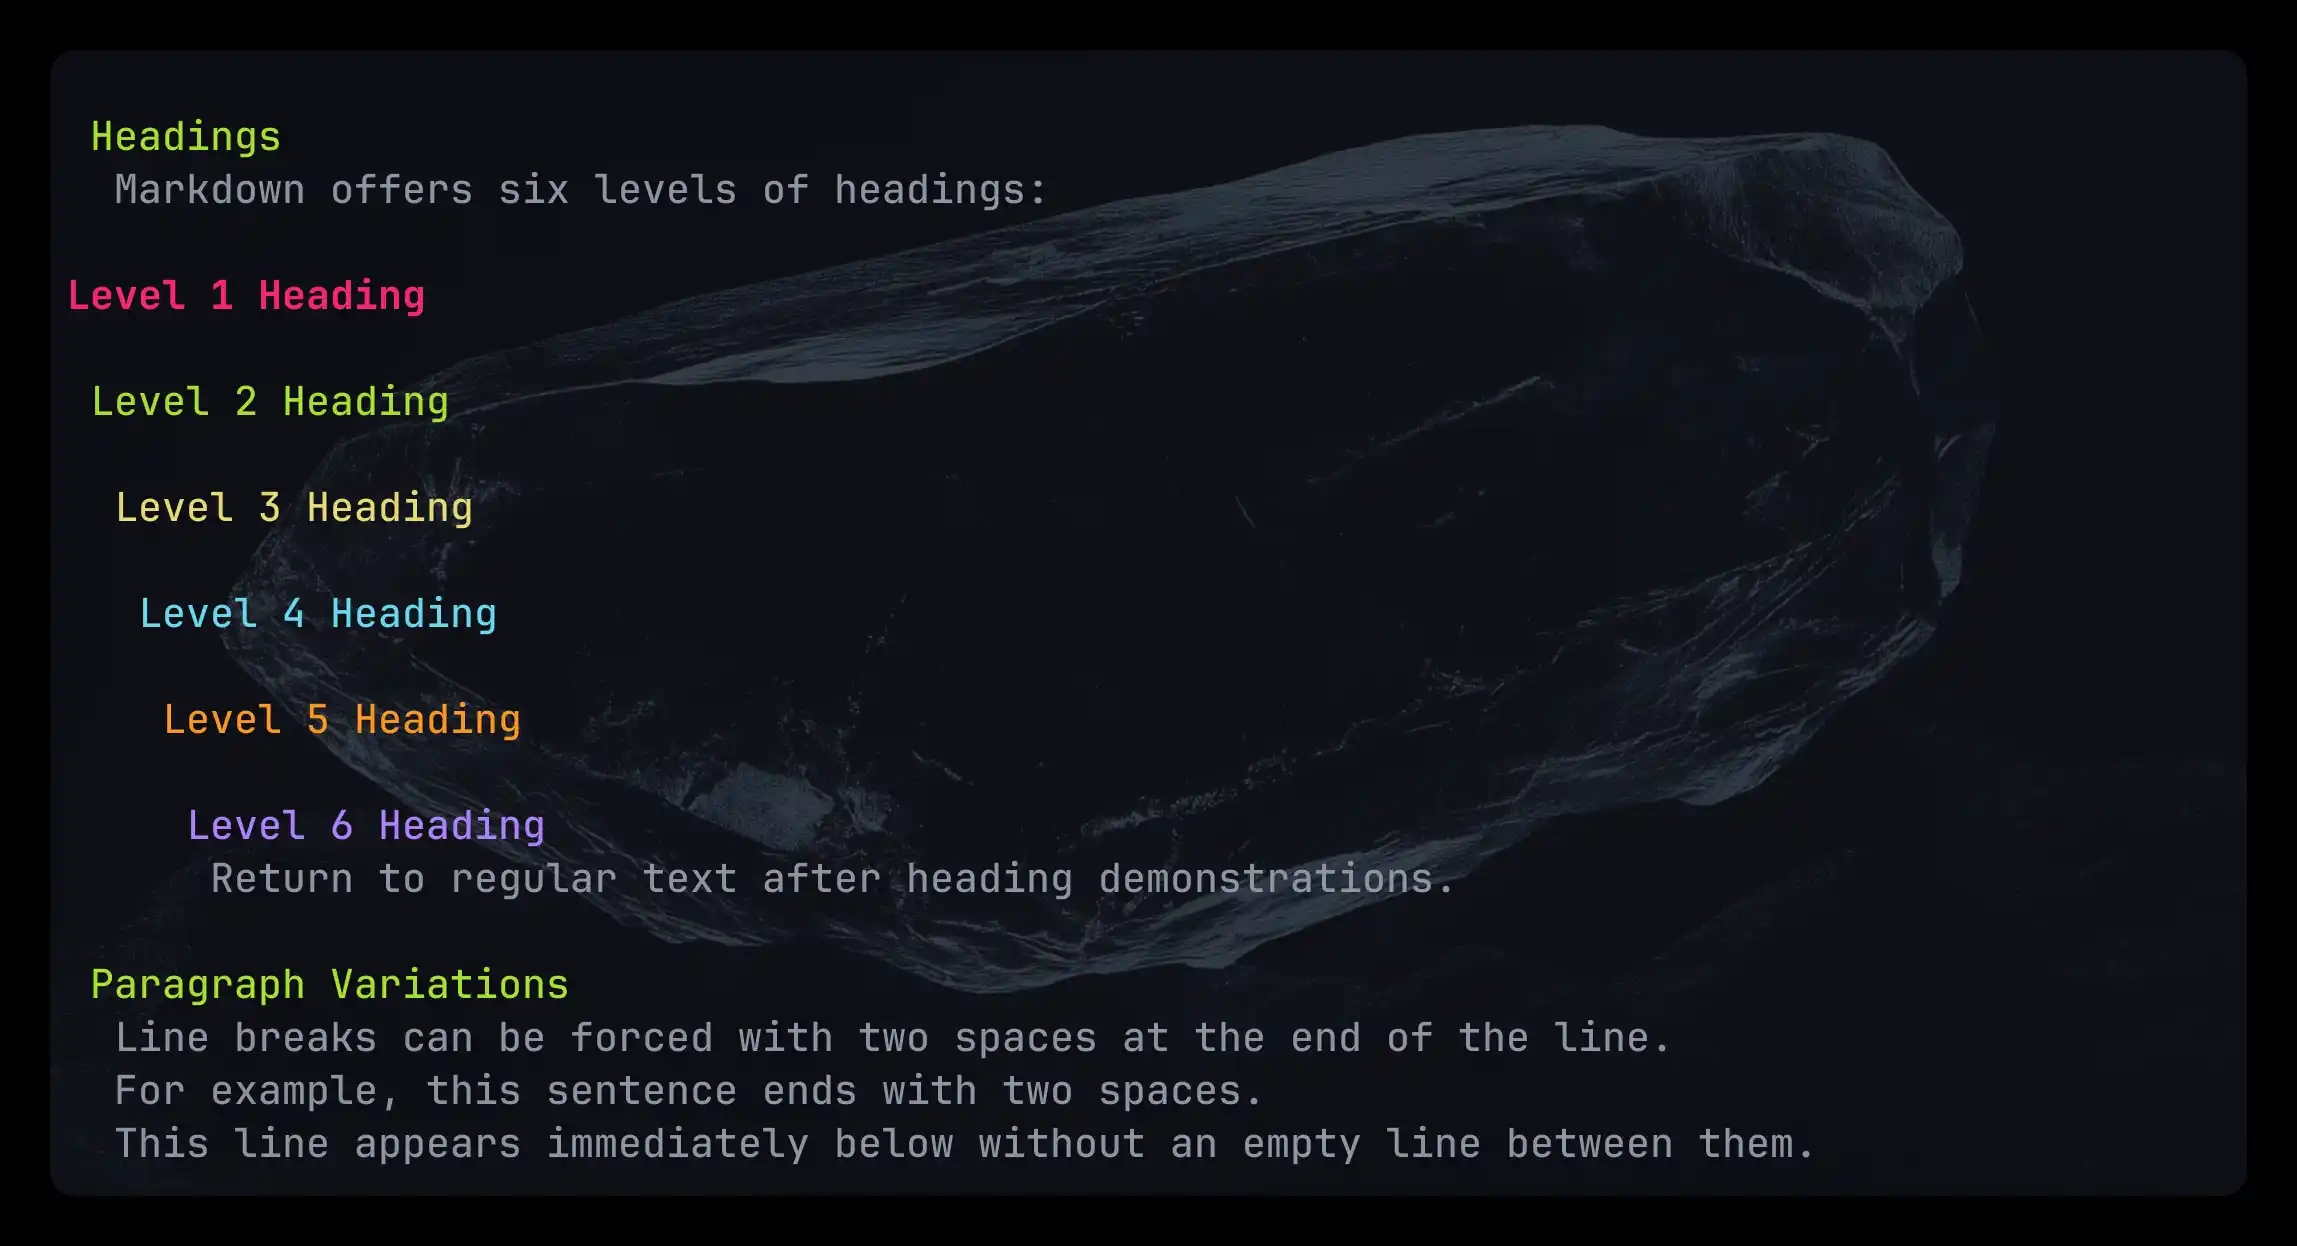 Headings
Markdown offers six levels of headings:
Level 1 Heading
Level 2 Heading
Level 3 Heading
Level 4 Heading
Level 5 Heading
Level 6 Heading
Return to regular text after heading demonstrations.
Paragraph Variations
Line breaks can be forced with two spaces at the end of the line.
For example, this sentence ends with two spaces.
This line appears immediately below without an empty line between them.